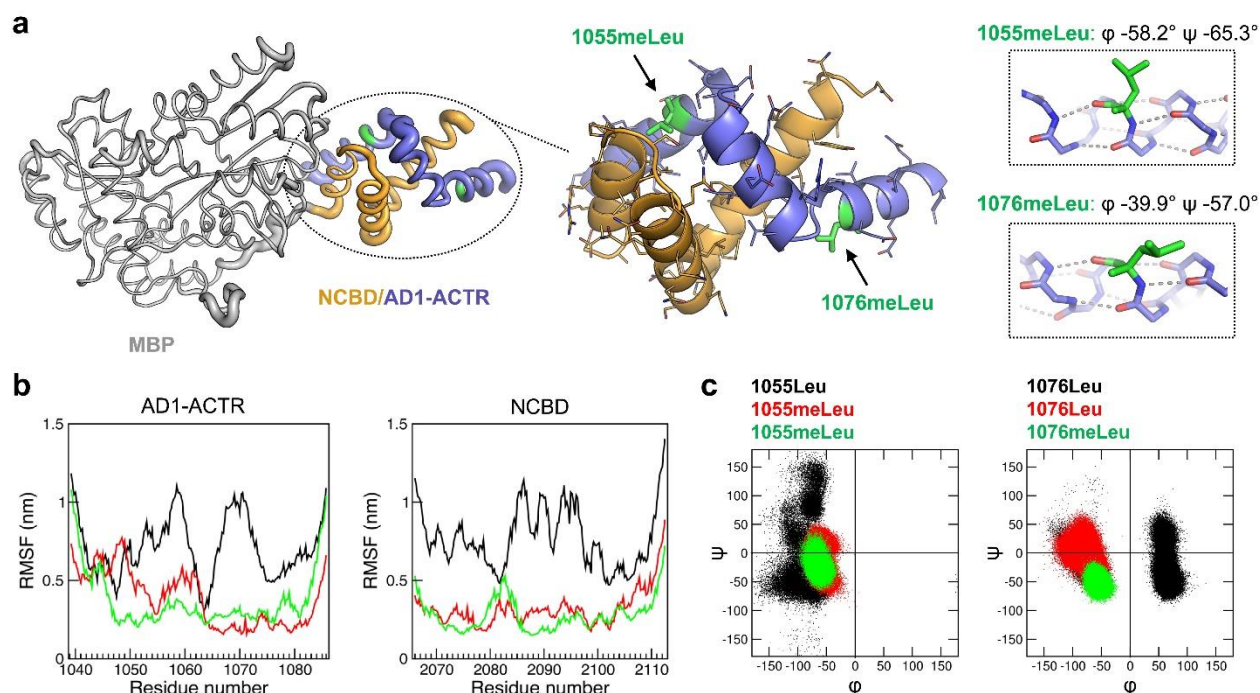 a
1055meLeu
1055meLeu: φ -58.2° ψ -65.3°
1076meLeu: φ -39.9° ψ -57.0°
NCBD/AD1-ACTR
1076meLeu
MBP
b
AD1-ACTR
NCBD
RMSF (nm)
1.5
1
0.5
0
1040 1050 1060 1070 1080
Residue number
RMSF (nm)
1.5
1
0.5
0
2070 2080 2090 2100 2110
Residue number
c
1055Leu
1055meLeu
1055meLeu
1076Leu
1076Leu
1076meLeu
ψ
150
100
50
0
-50
-100
-150
-150 -100 -50 0 50 100 150
φ
ψ
150
100
50
0
-50
-100
-150
-150 -100 -50 0 50 100 150
φ